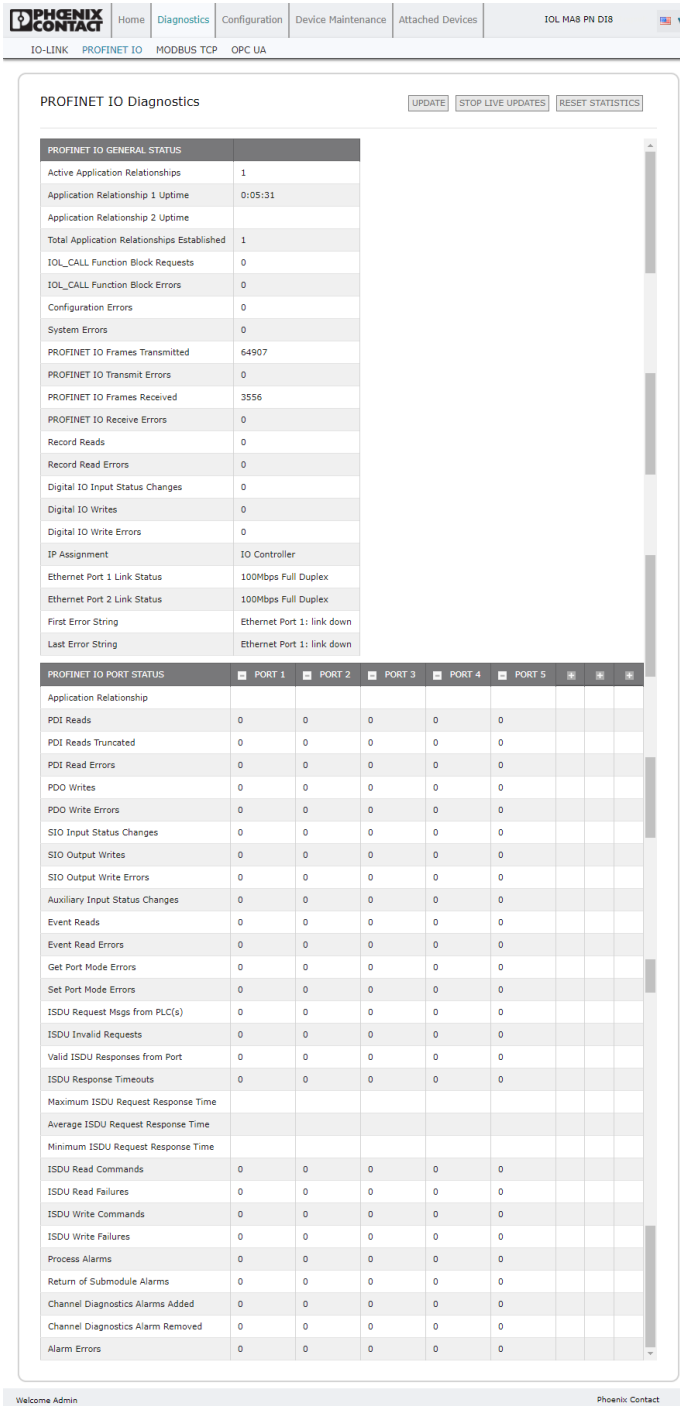 PHŒNIX CONTACT
Home Diagnostics Configuration Device Maintenance Attached Devices IOL MA8 PN DI8
IO-LINK PROFINET IO MODBUS TCP OPC UA
PROFINET IO Diagnostics UPDATE STOP LIVE UPDATES RESET STATISTICS
PROFINET IO GENERAL STATUS
Active Application Relationships 1
Application Relationship 1 Uptime 0:05:31
Application Relationship 2 Uptime
Total Application Relationships Established 1
IOL_CALL Function Block Requests 0
IOL_CALL Function Block Errors 0
Configuration Errors 0
System Errors 0
PROFINET IO Frames Transmitted 64907
PROFINET IO Transmit Errors 0
PROFINET IO Frames Received 3556
PROFINET IO Receive Errors 0
Record Reads 0
Record Read Errors 0
Digital IO Input Status Changes 0
Digital IO Writes 0
Digital IO Write Errors 0
IP Assignment IO Controller
Ethernet Port 1 Link Status 100Mbps Full Duplex
Ethernet Port 2 Link Status 100Mbps Full Duplex
First Error String Ethernet Port 1: link down
Last Error String Ethernet Port 1: link down
PROFINET IO PORT STATUS - PORT 1 - PORT 2 - PORT 3 - PORT 4 - PORT 5 + + +
Application Relationship
PDI Reads 0 0 0 0 0
PDI Reads Truncated 0 0 0 0 0
PDI Read Errors 0 0 0 0 0
PDO Writes 0 0 0 0 0
PDO Write Errors 0 0 0 0 0
SIO Input Status Changes 0 0 0 0 0
SIO Output Writes 0 0 0 0 0
SIO Output Write Errors 0 0 0 0 0
Auxiliary Input Status Changes 0 0 0 0 0
Event Reads 0 0 0 0 0
Event Read Errors 0 0 0 0 0
Get Port Mode Errors 0 0 0 0 0
Set Port Mode Errors 0 0 0 0 0
ISDU Request Msgs from PLC(s) 0 0 0 0 0
ISDU Invalid Requests 0 0 0 0 0
Valid ISDU Responses from Port 0 0 0 0 0
ISDU Response Timeouts 0 0 0 0 0
Maximum ISDU Request Response Time
Average ISDU Request Response Time
Minimum ISDU Request Response Time
ISDU Read Commands 0 0 0 0 0
ISDU Read Failures 0 0 0 0 0
ISDU Write Commands 0 0 0 0 0
ISDU Write Failures 0 0 0 0 0
Process Alarms 0 0 0 0 0
Return of Submodule Alarms 0 0 0 0 0
Channel Diagnostics Alarms Added 0 0 0 0 0
Channel Diagnostics Alarm Removed 0 0 0 0 0
Alarm Errors 0 0 0 0 0
Welcome Admin Phoenix Contact